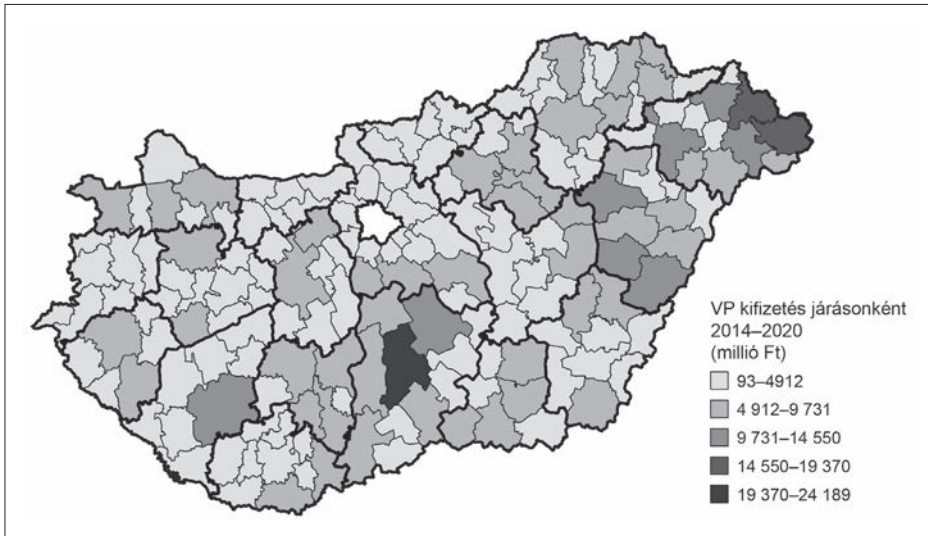 VP kifizetés járásonként
2014–2020
(millió Ft)
93–4912
4 912–9 731
9 731–14 550
14 550–19 370
19 370–24 189